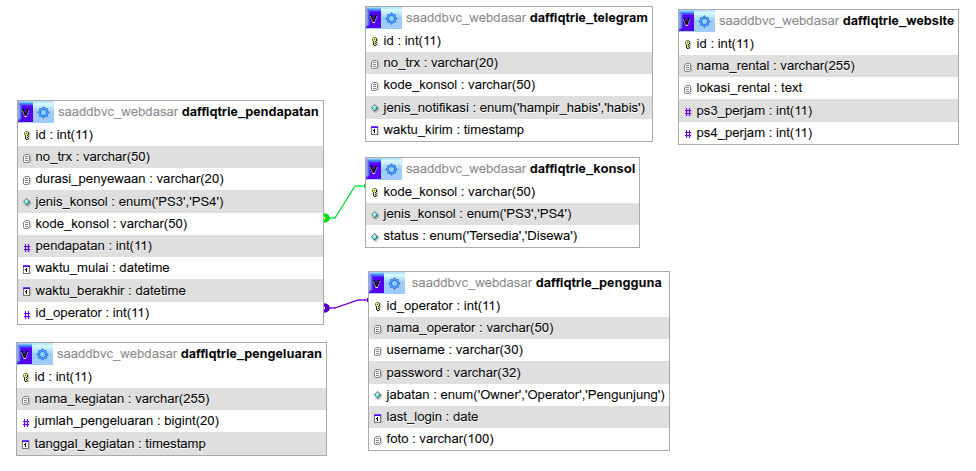 saaddbvc_webdasar daffiqtrie_telegram
id : int(11)
no_trx : varchar(20)
kode_konsol : varchar(50)
jenis_notifikasi : enum('hampir_habis','habis')
waktu_kirim : timestamp
saaddbvc_webdasar daffiqtrie_website
id : int(11)
nama_rental : varchar(255)
lokasi_rental : text
ps3_perjam : int(11)
ps4_perjam : int(11)
saaddbvc_webdasar daffiqtrie_pendapatan
id : int(11)
no_trx : varchar(50)
durasi_penyewaan : varchar(20)
jenis_konsol : enum('PS3','PS4')
kode_konsol : varchar(50)
pendapatan : int(11)
waktu_mulai : datetime
waktu_berakhir : datetime
id_operator : int(11)
saaddbvc_webdasar daffiqtrie_konsol
kode_konsol : varchar(50)
jenis_konsol : enum('PS3','PS4')
status : enum('Tersedia','Disewa')
saaddbvc_webdasar daffiqtrie_pengguna
id_operator : int(11)
nama_operator : varchar(50)
username : varchar(30)
password : varchar(32)
jabatan : enum('Owner','Operator','Pengunjung')
last_login : date
foto : varchar(100)
saaddbvc_webdasar daffiqtrie_pengeluaran
id : int(11)
nama_kegiatan : varchar(255)
jumlah_pengeluaran : bigint(20)
tanggal_kegiatan : timestamp